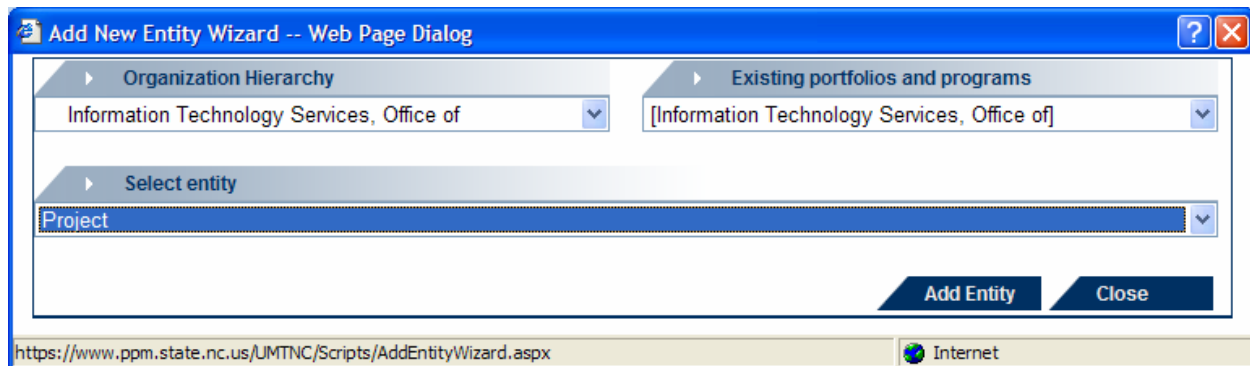 Add New Entity Wizard -- Web Page Dialog
Organization Hierarchy
Existing portfolios and programs
Information Technology Services, Office of
[Information Technology Services, Office of]
Select entity
Project
Add Entity
Close
https://www.ppm.state.nc.us/UMTNC/Scripts/AddEntityWizard.aspx
Internet